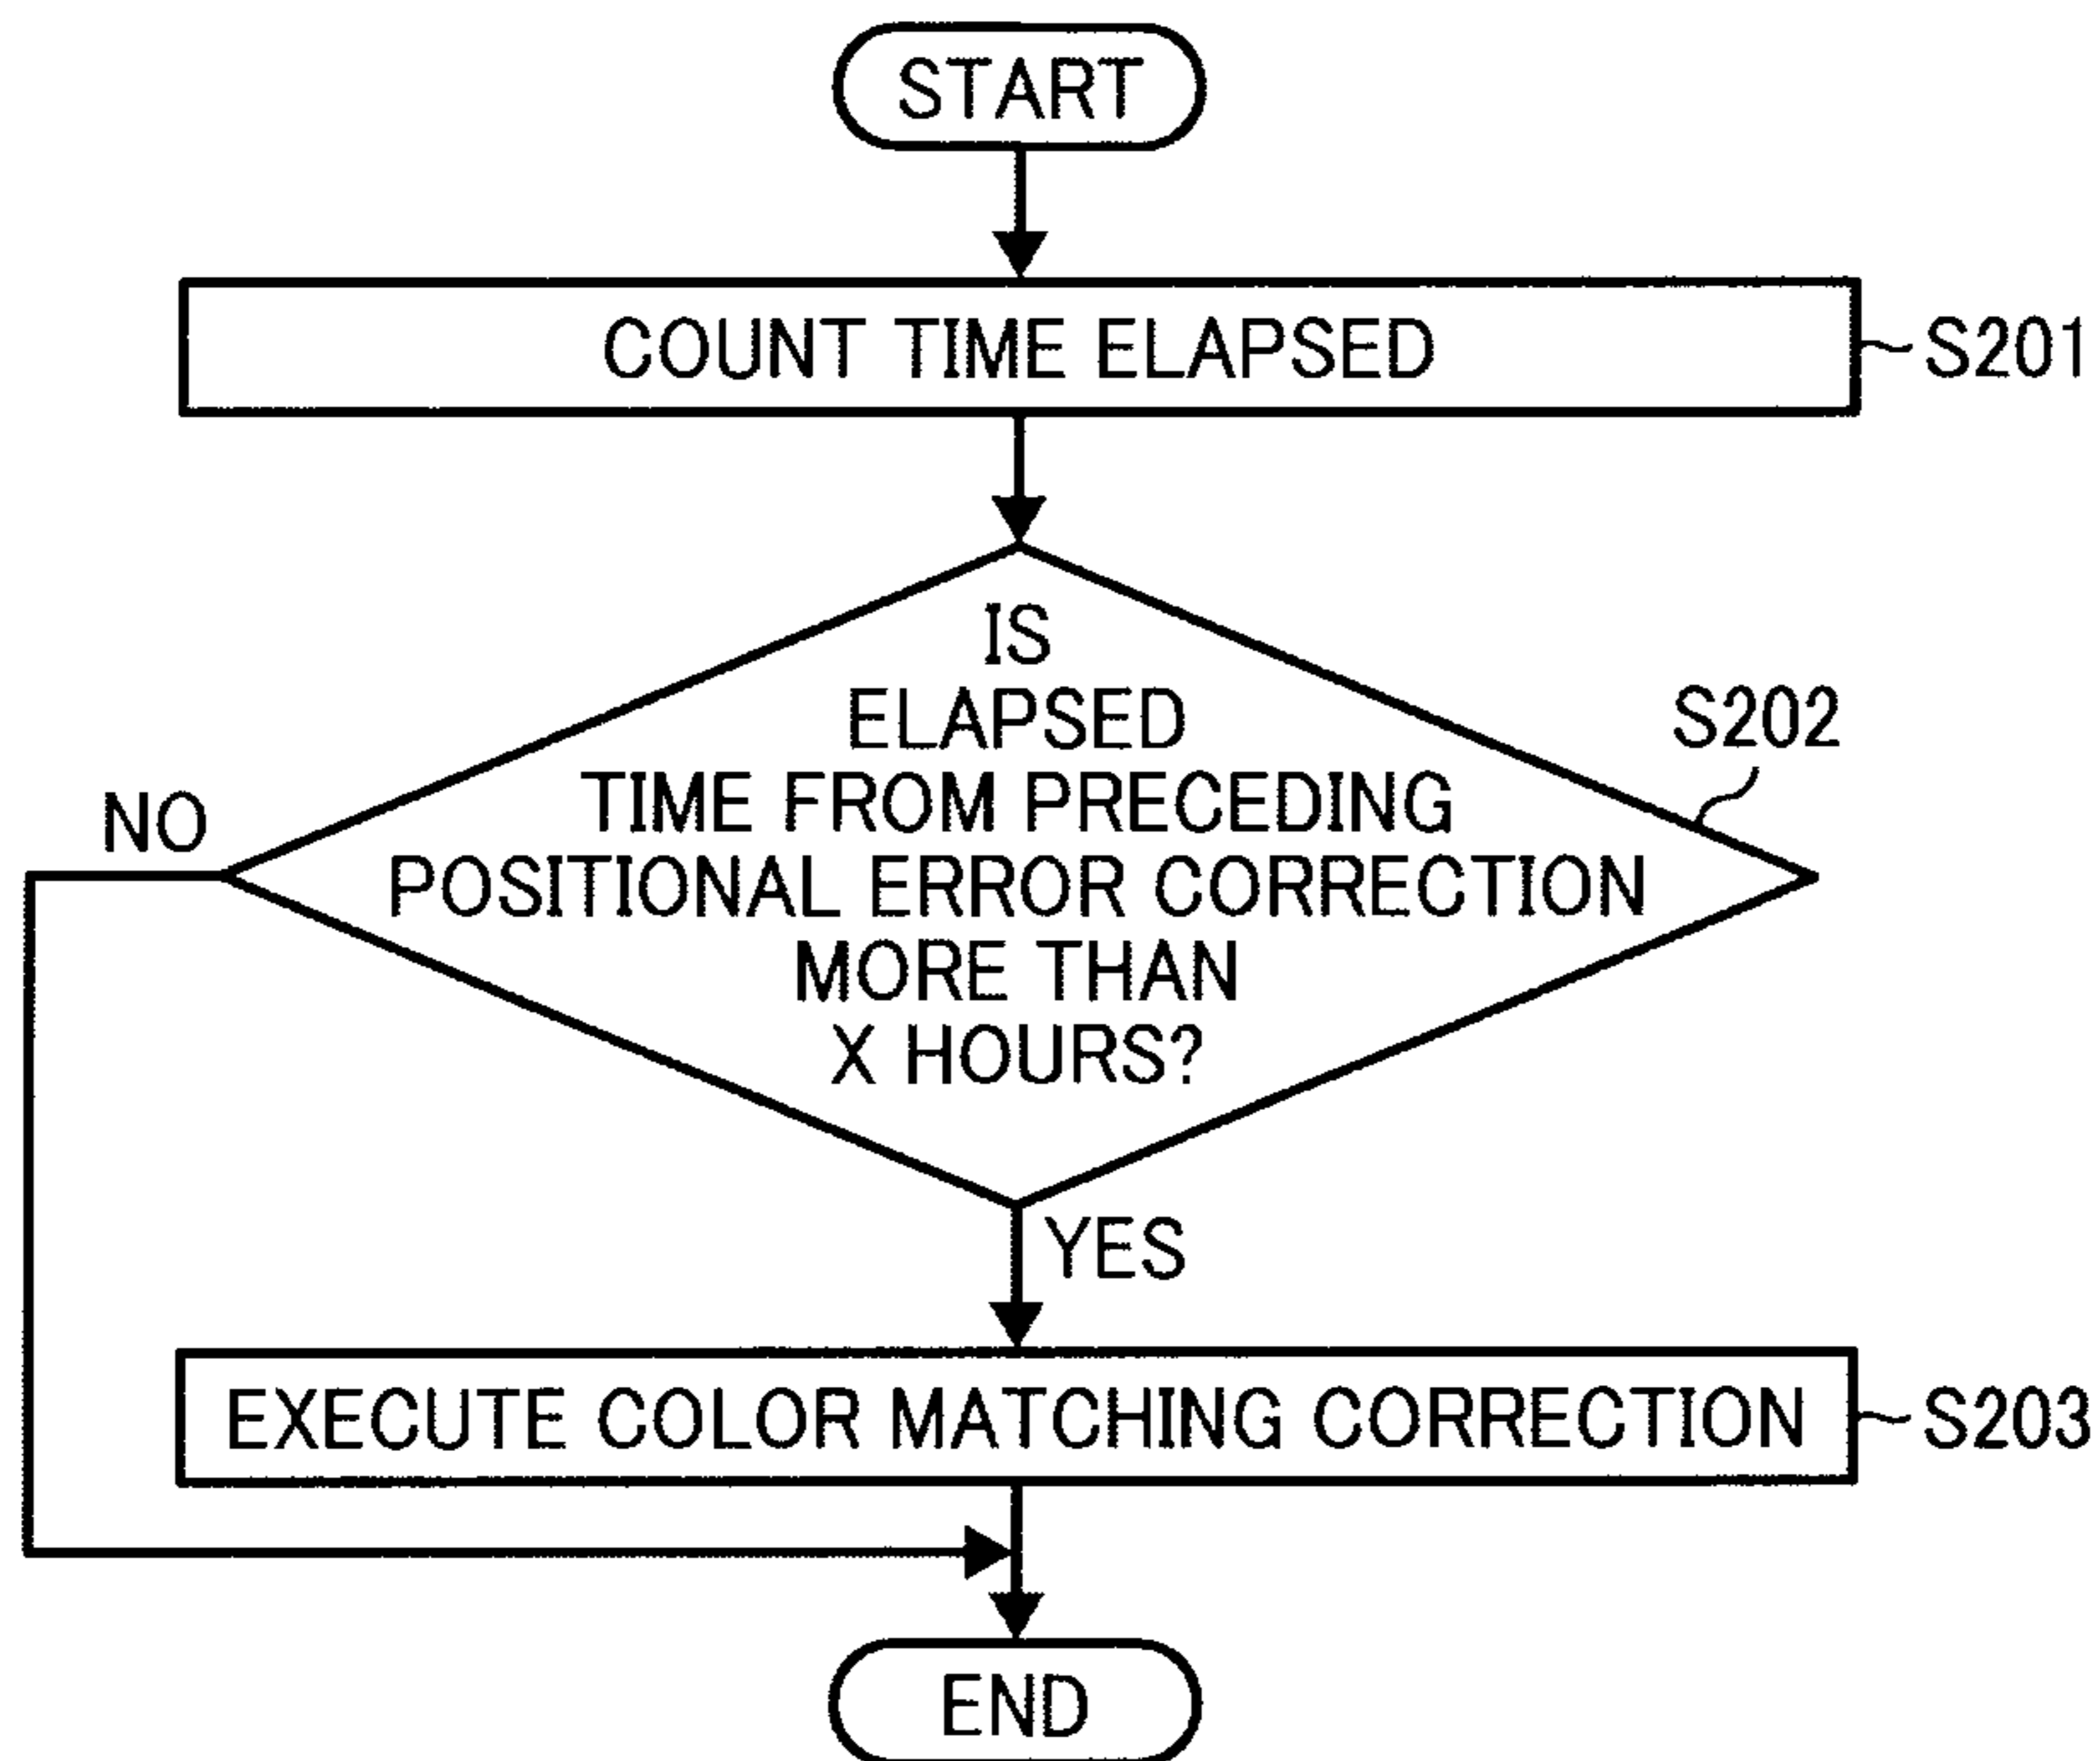 START
COUNT TIME ELAPSED
S201
IS
ELAPSED
TIME FROM PRECEDING
POSITIONAL ERROR CORRECTION
MORE THAN
X HOURS?
S202
NO
YES
EXECUTE COLOR MATCHING CORRECTION
S203
END